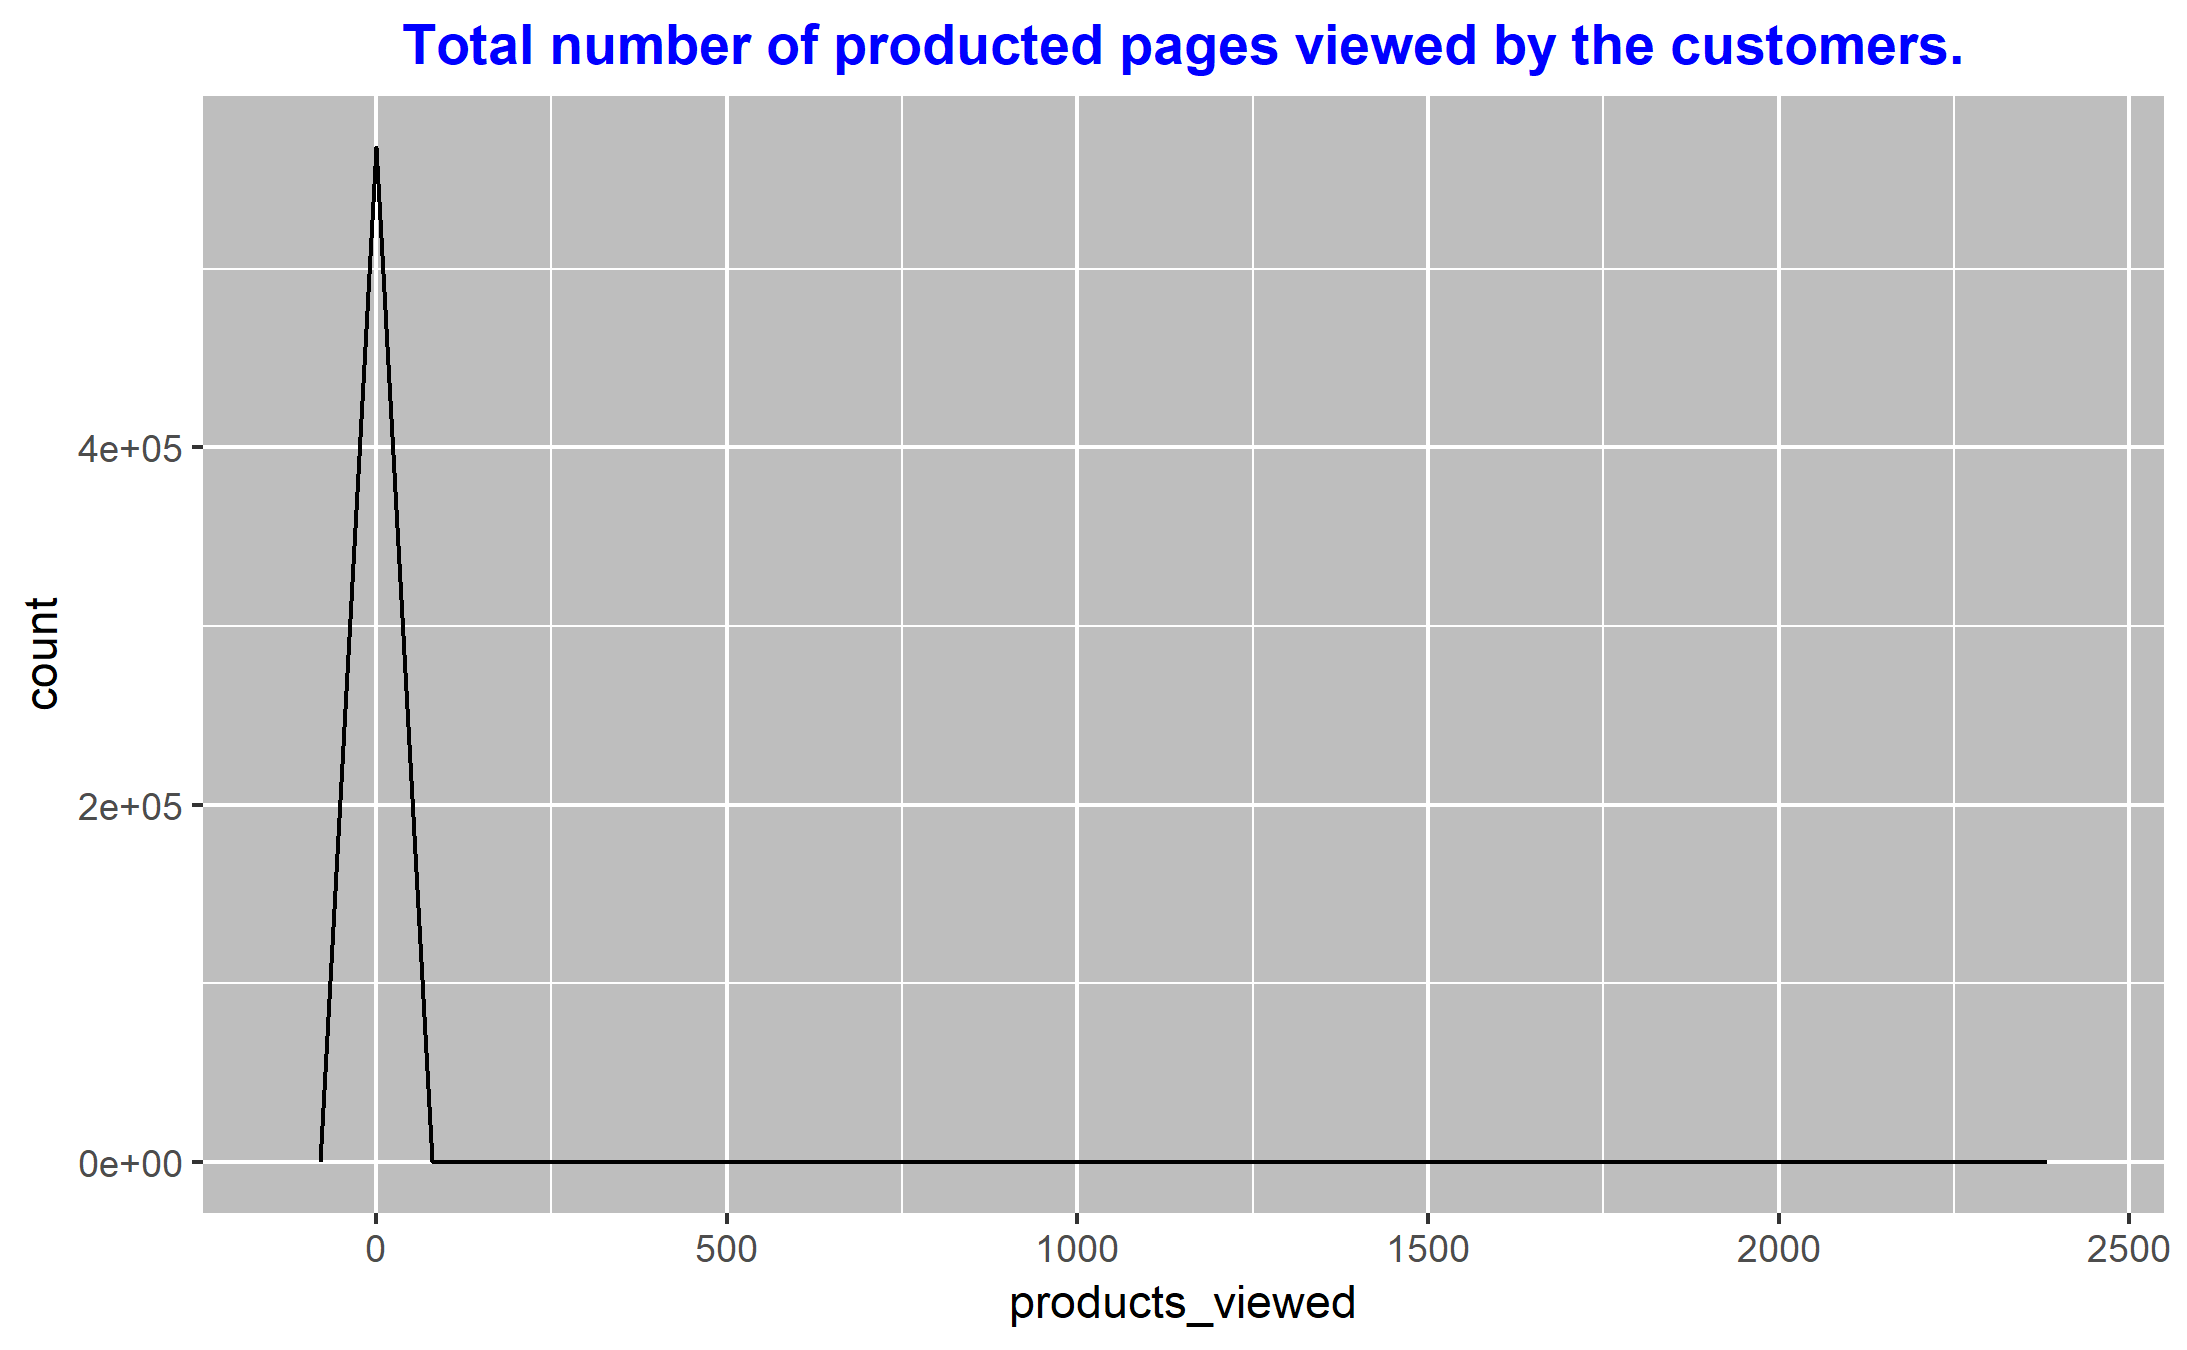 Total number of producted pages viewed by the customers.
count
4e+05
2e+05
0e+00
0 500 1000 1500 2000 2500
products_viewed